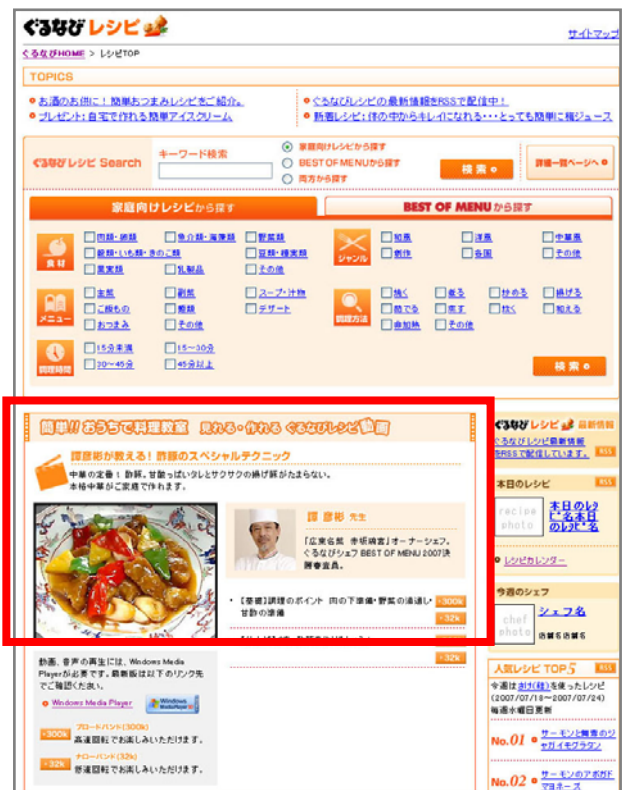 ぐるなび レシピ
サイトマップ
ぐるなびHOME > レシピTOP
TOPICS
お酒のお供に！簡単おつまみレシピをご紹介。
ぐるなびレシピの最新情報をRSSで配信中！
プレゼント：自宅で作れる簡単アイスクリーム
新着レシピ：体の中からキレイになれる・・・とっても簡単に梅ジュース
ぐるなびレシピ Search
キーワード検索
家庭向けレシピから探す
BEST OF MENUから探す
両方から探す
検索
詳細一覧ページへ
家庭向けレシピから探す
BEST OF MENUから探す
食材
肉類・卵類 魚介類・海藻類 野菜類
穀類・いも類・きのこ類 豆類・種実類
果実類 乳製品 その他
ジャンル
和風 洋風 中華風
創作 各国 その他
メニュー
主菜 副菜 スープ・汁物
ご飯もの 麺類 デザート
おつまみ その他
調理方法
焼く 煮る 炒める 揚げる
茹でる 蒸す 炊く 和える
非加熱 その他
調理時間
15分未満 15～30分
30～45分 45分以上
検索
簡単!! おうちで料理教室 見れる・作れる ぐるなびレシピ動画
譚彦彬が教える！酢豚のスペシャルテクニック
中華の定番！酢豚。甘酸っぱいタレとサクサクの揚げ豚がたまらない。
本格中華がご家庭で作れます。
譚 彦彬 先生
「広東名菜 赤坂璃宮」オーナーシェフ。
ぐるなびシェフ BEST OF MENU 2007決
勝審査員。
【基礎】調理のポイント 肉の下準備・野菜の油通し・
甘酢の準備
300k
32k
32k
動画、音声の再生には、Windows Media
Playerが必要です。最新版は以下のリンク先
でご確認ください。
Windows Media Player
Windows Media Player
300k
ブロードバンド(300k)
高速回転でお楽しみいただけます。
32k
ナローバンド(32k)
低速回転でお楽しみいただけます。
ぐるなび レシピ 最新情報
ぐるなびレシピ最新情報
をRSSで配信しています。 RSS
本日のレシピ RSS
recipe
photo
本日のレシ
ピ名本日
のレシピ名
レシピカレンダー
今週のシェフ
chef
photo
シェフ名
店舗名店舗名
人気レシピ TOP5 RSS
今週はさけ(鮭)を使ったレシピ
(2007/07/18～2007/07/24)
毎週水曜日更新
No.01 サーモンと舞茸のジ
ャガイモグラタン
No.02 サーモンのアボガド
マヨネーズ